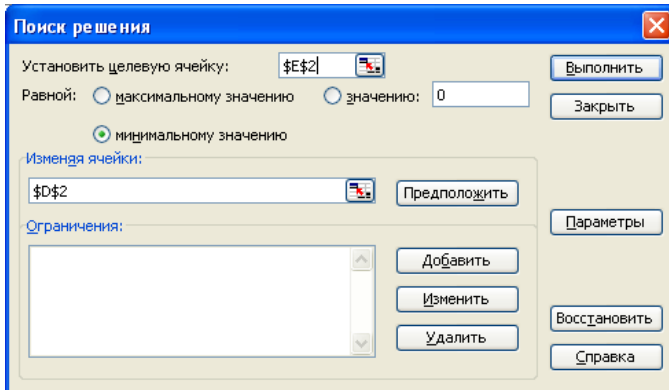 Поиск решения
Установить целевую ячейку: $E$2 Выполнить
Равной: максимальному значению значению: 0 Закрыть
минимальному значению
Изменяя ячейки:
$D$2 Предположить
Ограничения: Параметры
Добавить
Изменить
Восстановить
Удалить
Справка